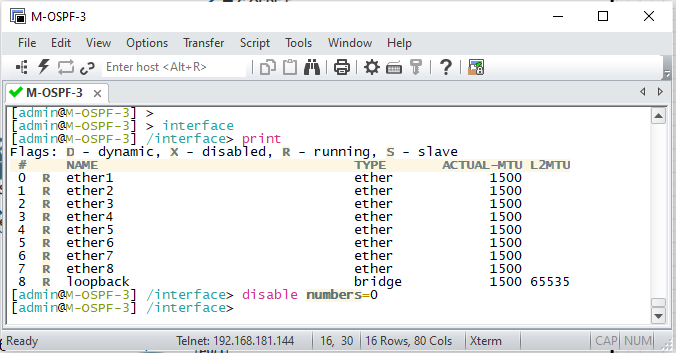 M-OSPF-3
File Edit View Options Transfer Script Tools Window Help
Enter host <Alt+R>
M-OSPF-3
[admin@M-OSPF-3] >
[admin@M-OSPF-3] > interface
[admin@M-OSPF-3] /interface> print
Flags: D - dynamic, X - disabled, R - running, S - slave
# NAME TYPE ACTUAL-MTU L2MTU
0 R ether1 ether 1500
1 R ether2 ether 1500
2 R ether3 ether 1500
3 R ether4 ether 1500
4 R ether5 ether 1500
5 R ether6 ether 1500
6 R ether7 ether 1500
7 R ether8 ether 1500
8 R loopback bridge 1500 65535
[admin@M-OSPF-3] /interface> disable numbers=0
[admin@M-OSPF-3] /interface>
Ready Telnet: 192.168.181.144 16, 30 16 Rows, 80 Cols Xterm CAP NUM